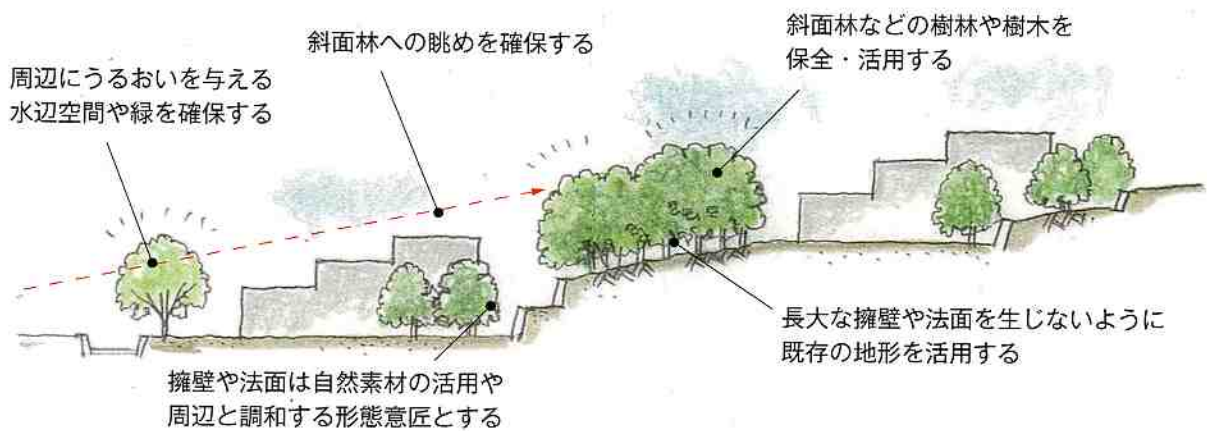 斜面林などの樹林や樹木を
保全・活用する
斜面林への眺めを確保する
周辺にうるおいを与える
水辺空間や緑を確保する
長大な擁壁や法面を生じないように
既存の地形を活用する
擁壁や法面は自然素材の活用や
周辺と調和する形態意匠とする